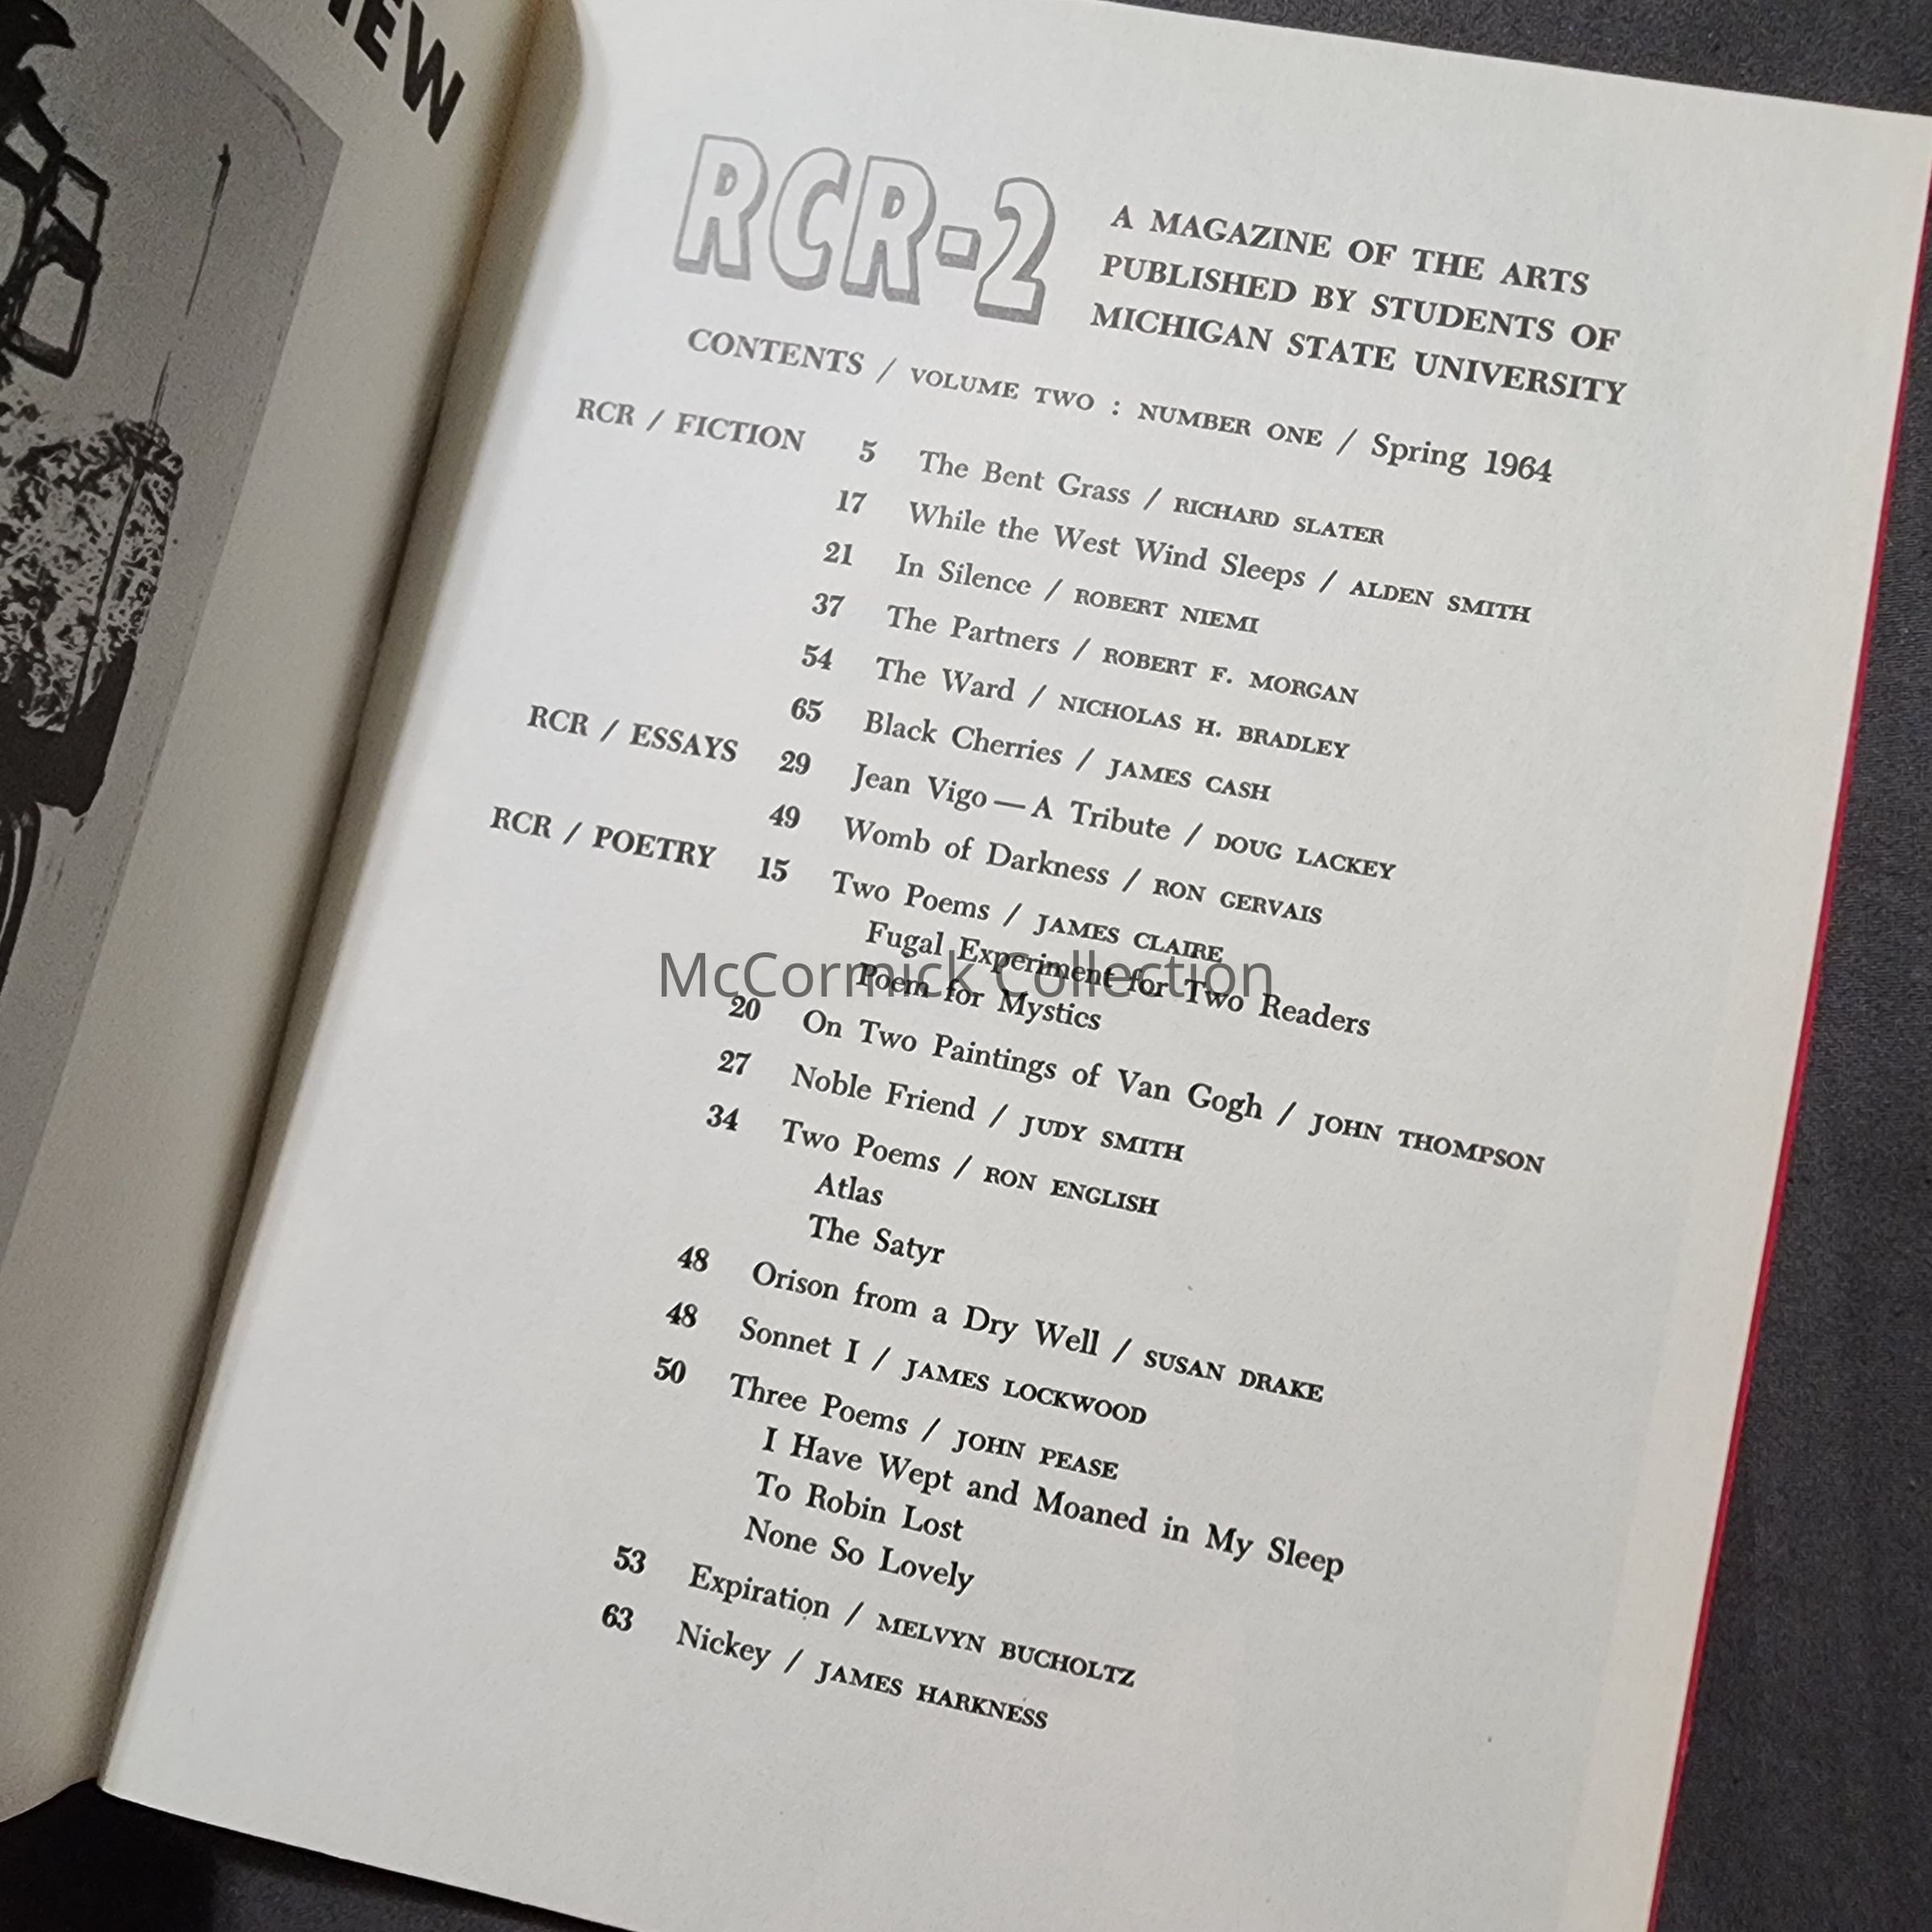 RCR-2
A MAGAZINE OF THE ARTS
PUBLISHED BY STUDENTS OF
MICHIGAN STATE UNIVERSITY
CONTENTS / VOLUME TWO : NUMBER ONE / Spring 1964
RCR / FICTION 5 The Bent Grass / RICHARD SLATER
17 While the West Wind Sleeps / ALDEN SMITH
21 In Silence / ROBERT NIEMI
37 The Partners / ROBERT F. MORGAN
54 The Ward / NICHOLAS H. BRADLEY
65 Black Cherries / JAMES CASH
RCR / ESSAYS 29 Jean Vigo — A Tribute / DOUG LACKEY
49 Womb of Darkness / RON GERVAIS
RCR / POETRY 15 Two Poems / JAMES CLAIRE
Fugal Experiment for Two Readers
Poem for Mystics
20 On Two Paintings of Van Gogh / JOHN THOMPSON
27 Noble Friend / JUDY SMITH
34 Two Poems / RON ENGLISH
Atlas
The Satyr
48 Orison from a Dry Well / SUSAN DRAKE
48 Sonnet I / JAMES LOCKWOOD
50 Three Poems / JOHN PEASE
I Have Wept and Moaned in My Sleep
To Robin Lost
None So Lovely
53 Expiration / MELVYN BUCHOLTZ
63 Nickey / JAMES HARKNESS
McCormick Collection